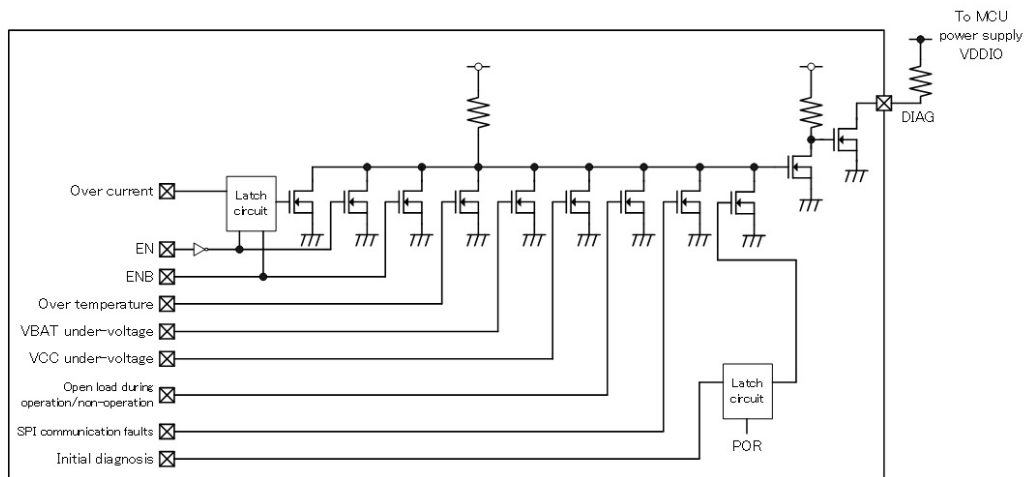 To MCU
power supply
VDDIO
DIAG
Over current
Latch
circuit
EN
ENB
Over temperature
VBAT under-voltage
VCC under-voltage
Open load during
operation/non-operation
Latch
circuit
SPI communication faults
POR
Initial diagnosis